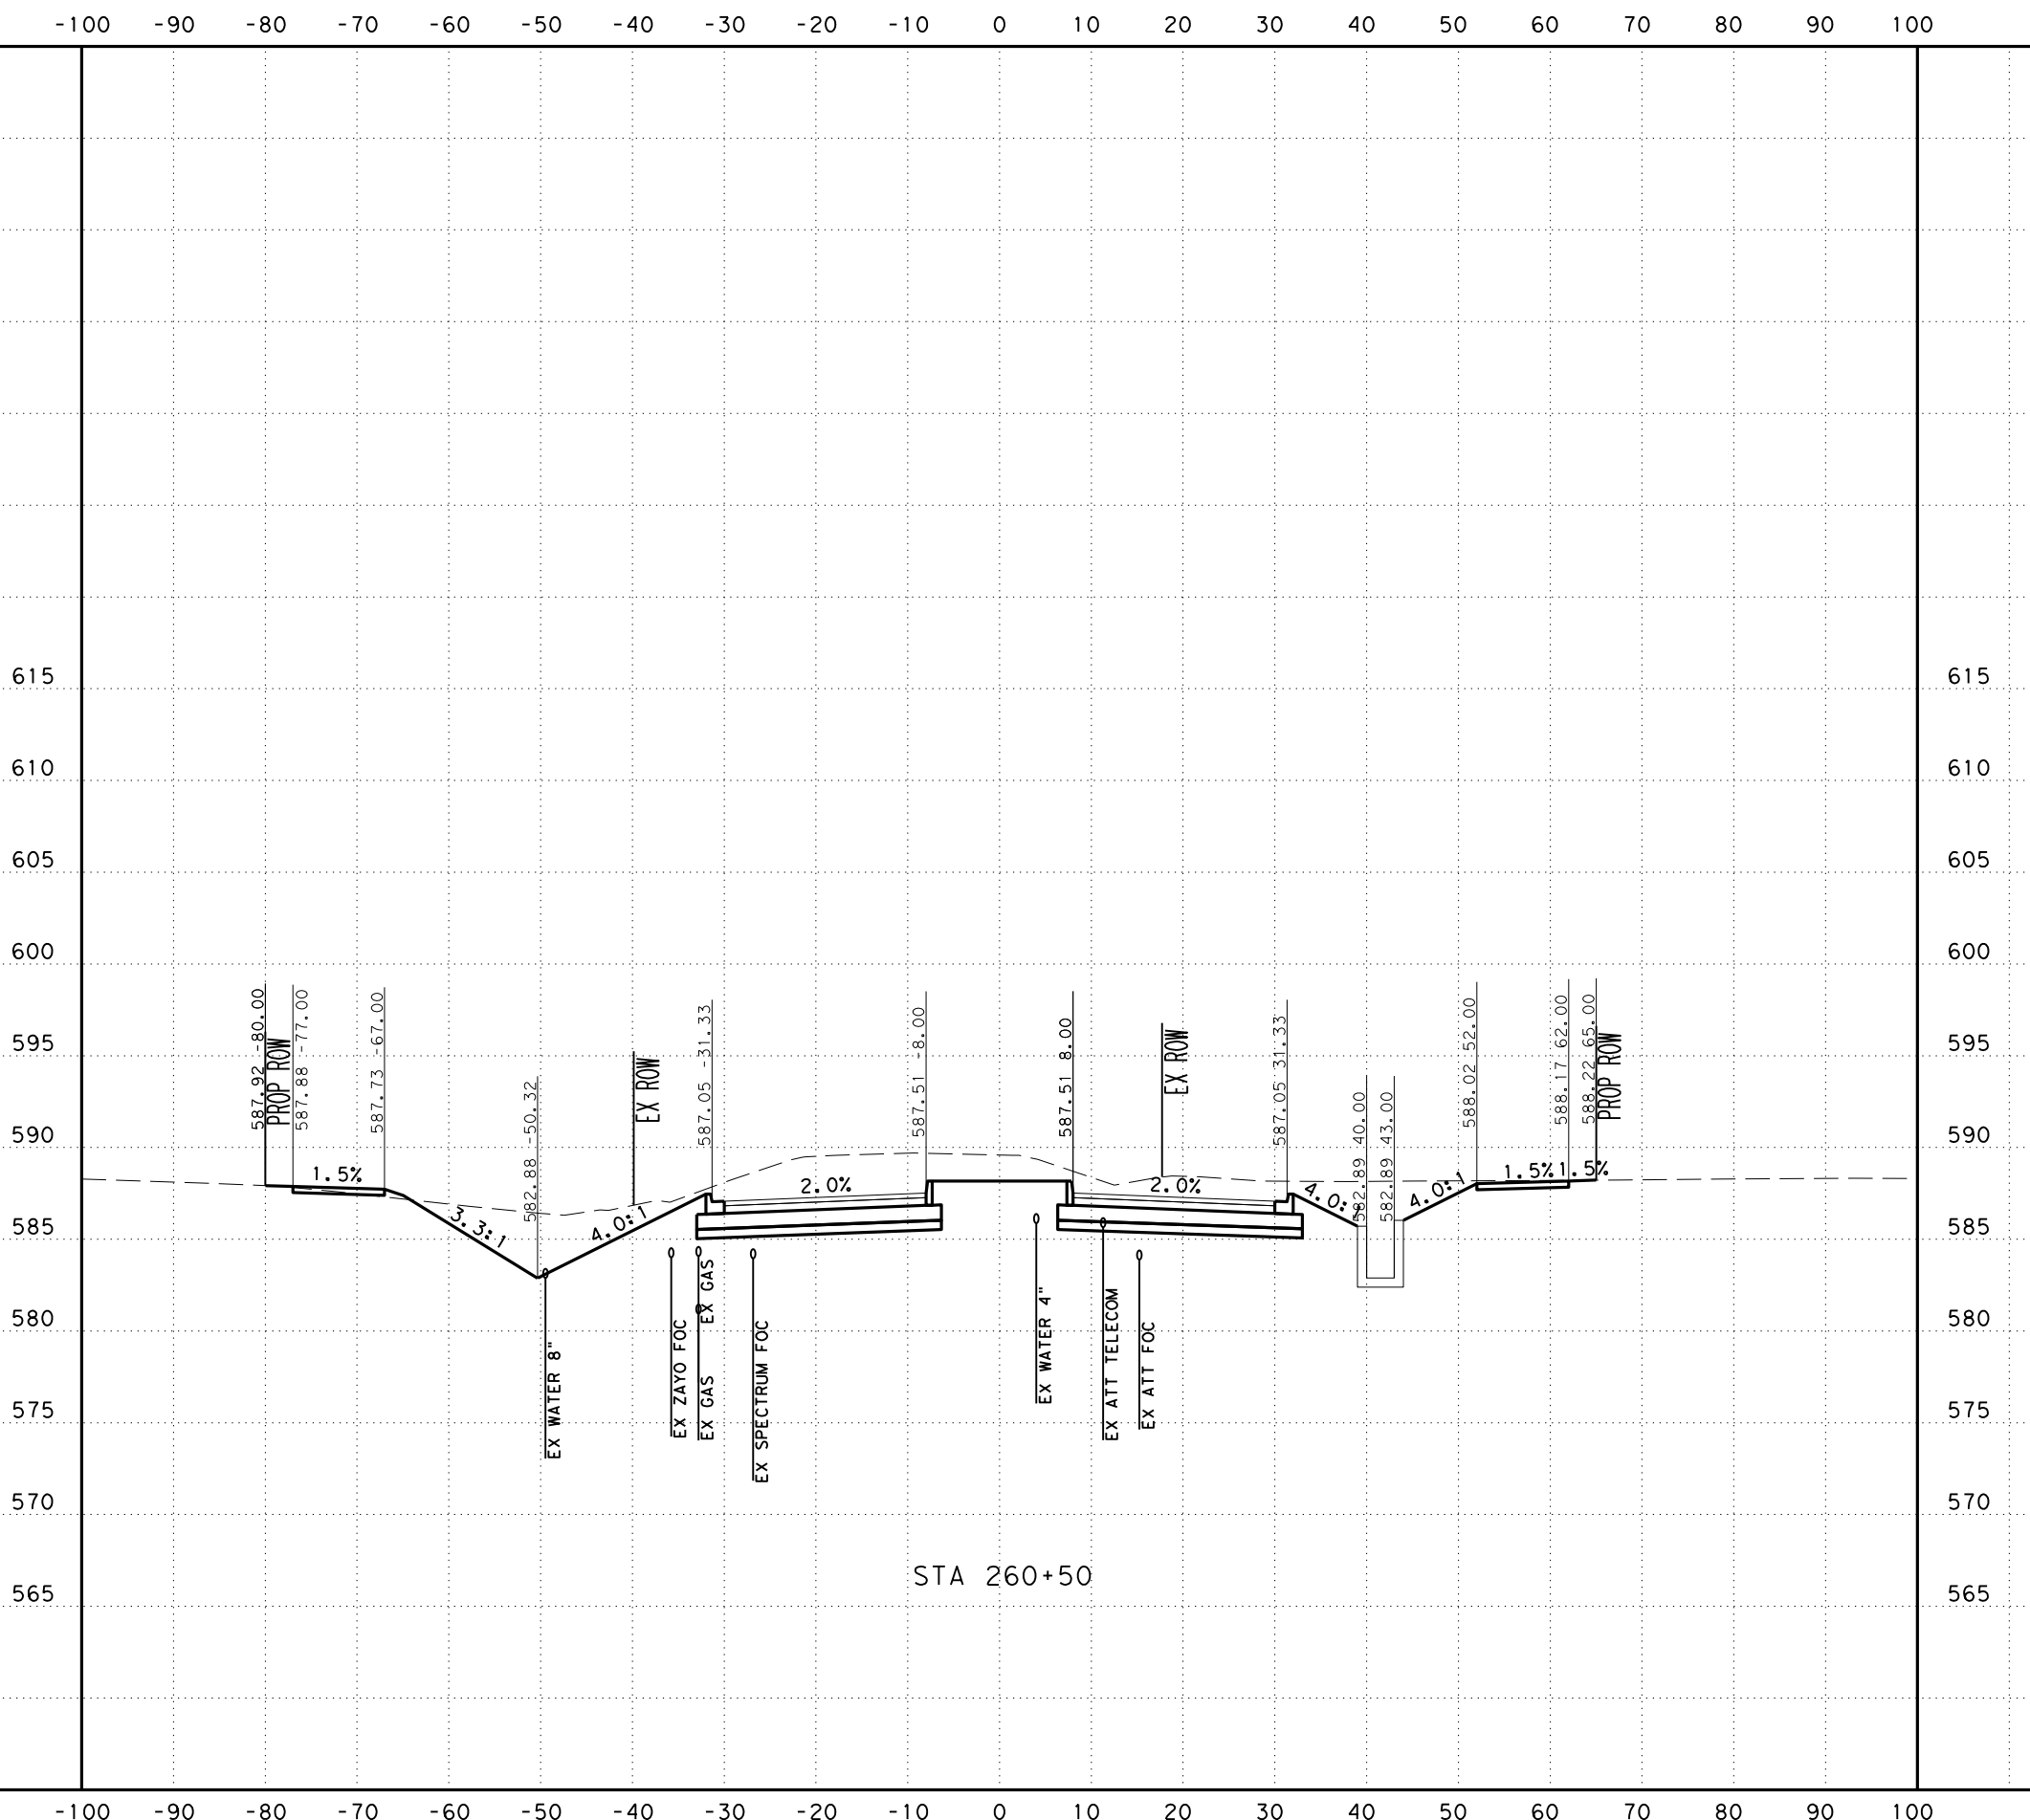 -100 -90 -80 -70 -60 -50 -40 -30 -20 -10 0 10 20 30 40 50 60 70 80 90 100
615 615
610 610
605 605
600 600
595 595
590 590
585 585
580 580
575 575
570 570
565 565
587.92 -80.00
PROP ROW
587.88 -77.00
587.73 -67.00
582.88 -50.32
EX ROW
587.05 -31.33
587.51 -8.00
587.51 8.00
EX ROW
587.05 31.33
582.89 40.00
582.89 43.00
588.02 52.00
588.17 62.00
588.22 65.00
PROP ROW
1.5%
3.3:1
4.0:1
2.0%
2.0%
4.0:1
4.0:1
1.5%
1.5%
EX WATER 8"
EX ZAYO FOC
EX GAS
EX GAS
EX SPECTRUM FOC
EX WATER 4"
EX ATT TELECOM
EX ATT FOC
STA 260+50
-100 -90 -80 -70 -60 -50 -40 -30 -20 -10 0 10 20 30 40 50 60 70 80 90 100